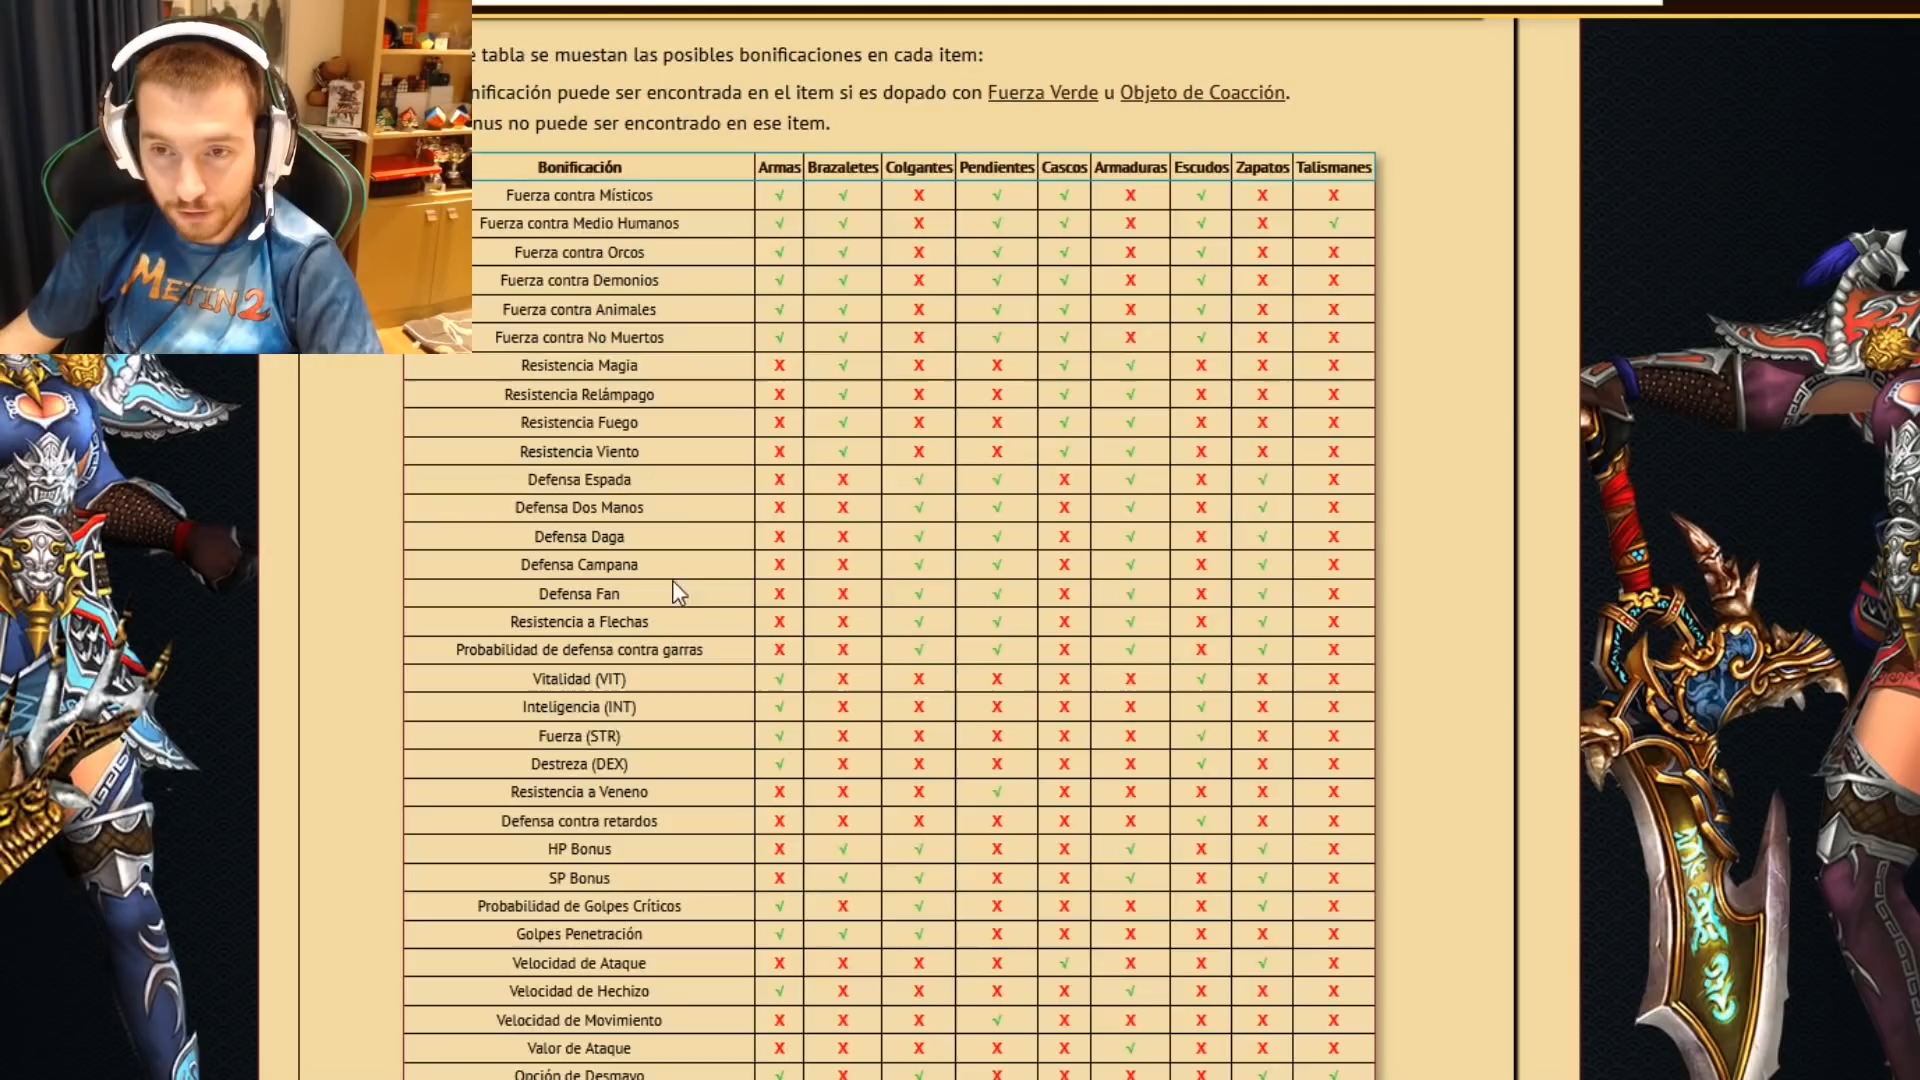 tabla se muestan las posibles bonificaciones en cada item:
nificación puede ser encontrada en el item si es dopado con Fuerza Verde u Objeto de Coacción.
nus no puede ser encontrado en ese item.
Bonificación Armas Brazaletes Colgantes Pendientes Cascos Armaduras Escudos Zapatos Talismanes
Fuerza contra Místicos √ √ X √ √ X √ X X
Fuerza contra Medio Humanos √ √ X √ √ X √ X √
Fuerza contra Orcos √ √ X √ √ X √ X X
Fuerza contra Demonios √ √ X √ √ X √ X X
Fuerza contra Animales √ √ X √ √ X √ X X
Fuerza contra No Muertos √ √ X √ √ X √ X X
Resistencia Magia X √ X X √ √ X X X
Resistencia Relámpago X √ X X √ √ X X X
Resistencia Fuego X √ X X √ √ X X X
Resistencia Viento X √ X X √ √ X X X
Defensa Espada X X √ √ X √ X √ X
Defensa Dos Manos X X √ √ X √ X √ X
Defensa Daga X X √ √ X √ X √ X
Defensa Campana X X √ √ X √ X √ X
Defensa Fan X X √ √ X √ X √ X
Resistencia a Flechas X X √ √ X √ X √ X
Probabilidad de defensa contra garras X X √ √ X √ X √ X
Vitalidad (VIT) √ X X X X X √ X X
Inteligencia (INT) √ X X X X X √ X X
Fuerza (STR) √ X X X X X √ X X
Destreza (DEX) √ X X X X X √ X X
Resistencia a Veneno X X X √ X X X X X
Defensa contra retardos X X X X X X √ X X
HP Bonus X √ √ X X √ X √ X
SP Bonus X √ √ X X √ X √ X
Probabilidad de Golpes Críticos √ X √ X X X X √ X
Golpes Penetración √ √ √ X X X X X X
Velocidad de Ataque X X X X √ X X √ X
Velocidad de Hechizo √ X X X X √ X X X
Velocidad de Movimiento X X X √ X X X X X
Valor de Ataque X X X X X √ X X X
Opción de Desmayo √ X √ X X X X √ √
METIN2